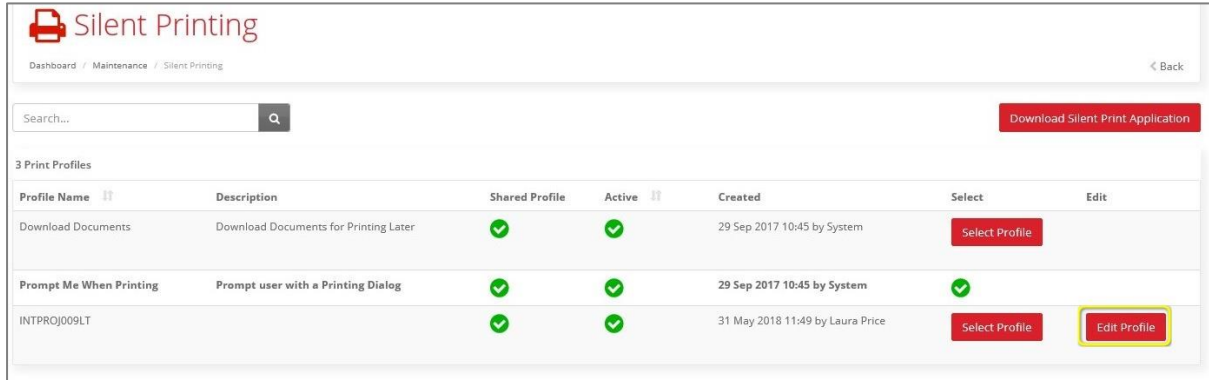 Silent Printing
Dashboard / Maintenance / Silent Printing
< Back
Search...
Download Silent Print Application
3 Print Profiles
Profile Name Description Shared Profile Active Created Select Edit
Download Documents Download Documents for Printing Later 29 Sep 2017 10:45 by System Select Profile
Prompt Me When Printing Prompt user with a Printing Dialog 29 Sep 2017 10:45 by System
INTPROJ009LT 31 May 2018 11:49 by Laura Price Select Profile Edit Profile